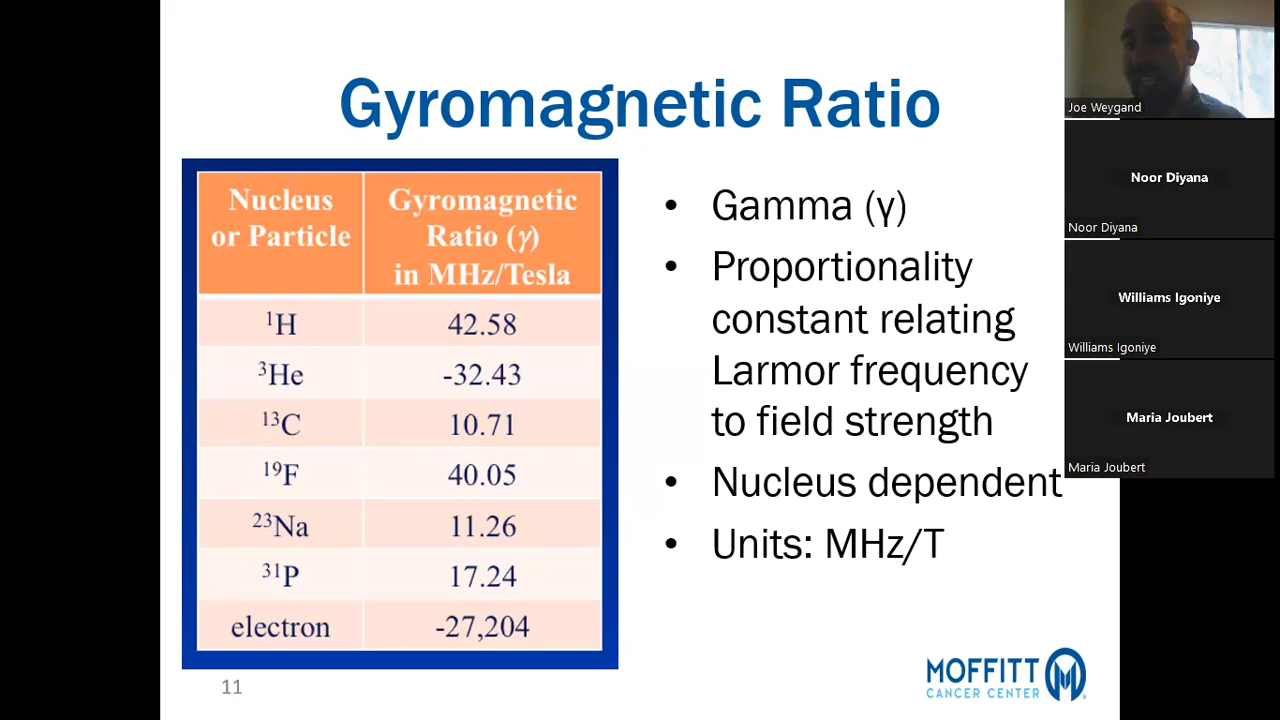 Gyromagnetic Ratio
Nucleus
or Particle
Gyromagnetic
Ratio (γ)
in MHz/Tesla
¹H 42.58
³He -32.43
¹³C 10.71
¹⁹F 40.05
²³Na 11.26
³¹P 17.24
electron -27,204
• Gamma (γ)
• Proportionality
constant relating
Larmor frequency
to field strength
• Nucleus dependent
• Units: MHz/T
11
MOFFITT
CANCER CENTER
Joe Weygand
Noor Diyana
Noor Diyana
Williams Igoniye
Williams Igoniye
Maria Joubert
Maria Joubert